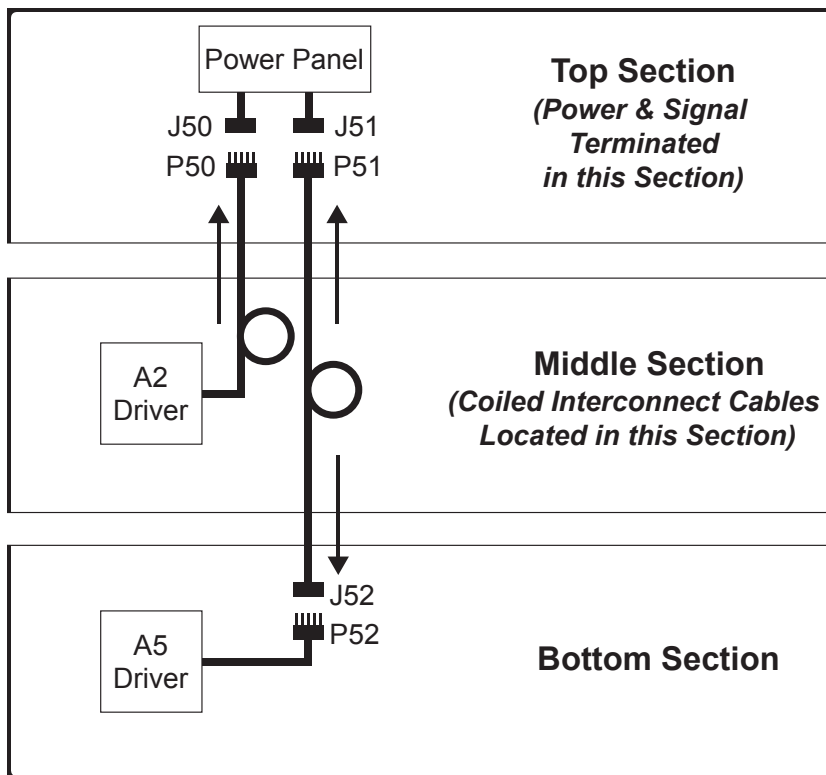 Power Panel
J50
J51
P50
P51
Top Section
(Power & Signal
Terminated
in this Section)
A2
Driver
Middle Section
(Coiled Interconnect Cables
Located in this Section)
J52
P52
A5
Driver
Bottom Section